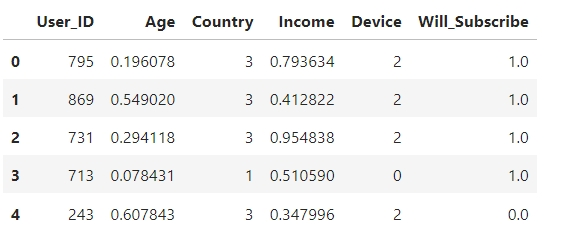 User_ID Age Country Income Device Will_Subscribe
0 795 0.196078 3 0.793634 2 1.0
1 869 0.549020 3 0.412822 2 1.0
2 731 0.294118 3 0.954838 2 1.0
3 713 0.078431 1 0.510590 0 1.0
4 243 0.607843 3 0.347996 2 0.0